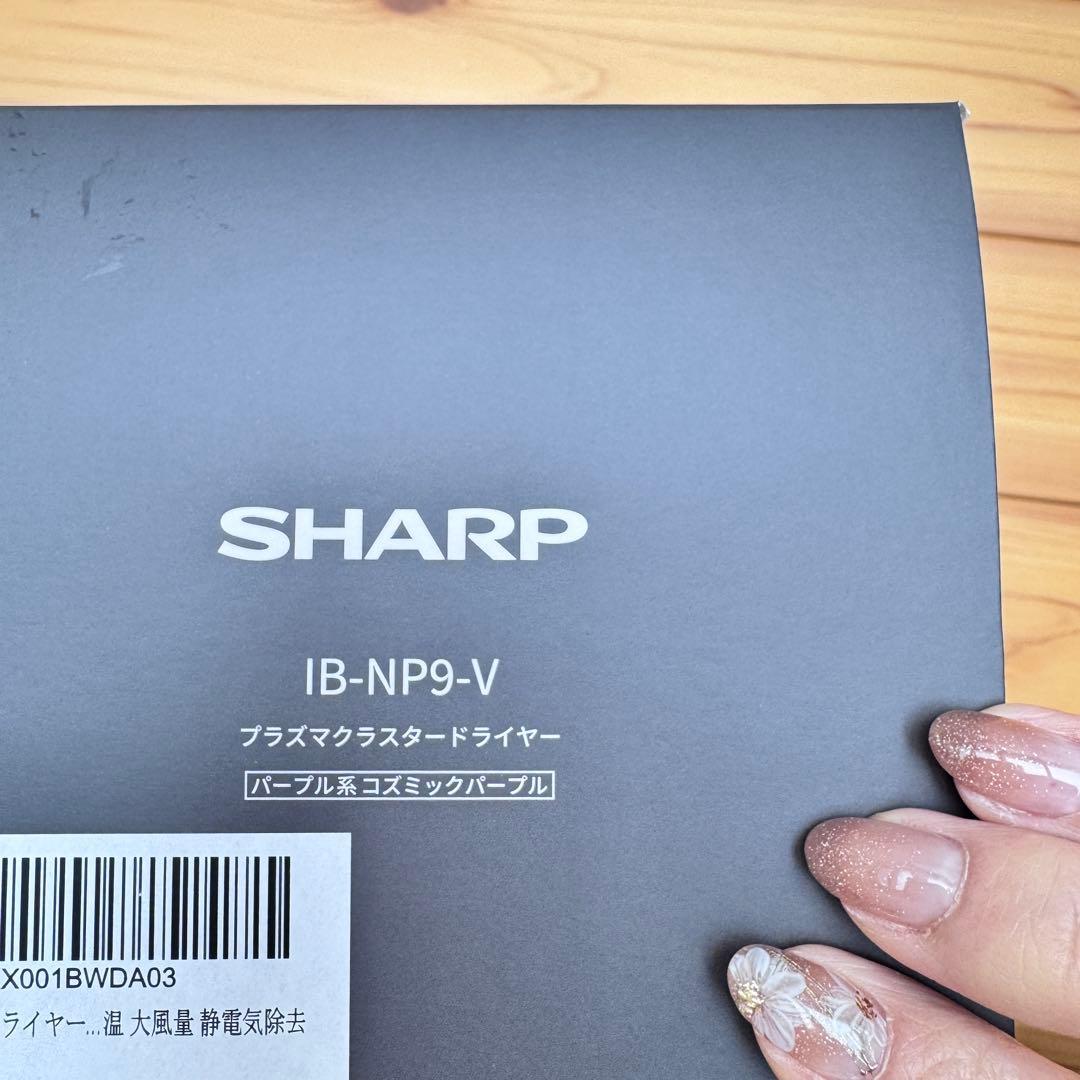 SHARP
IB-NP9-V
プラズマクラスタードライヤー
パープル系 コズミックパープル
X001BWDA03
ライヤー...温 大風量 静電気除去